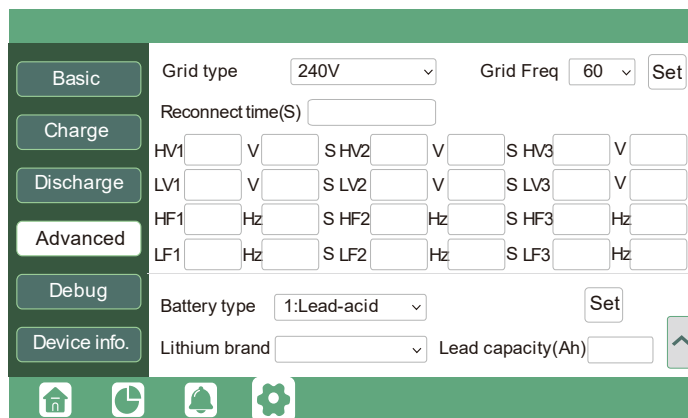 Basic
Charge
Discharge
Advanced
Debug
Device info.
Grid type 240V Grid Freq 60 Set
Reconnect time(S)
HV1 V S HV2 V S HV3 V
LV1 V S LV2 V S LV3 V
HF1 Hz S HF2 Hz S HF3 Hz
LF1 Hz S LF2 Hz S LF3 Hz
Battery type 1:Lead-acid Set
Lithium brand Lead capacity(Ah)